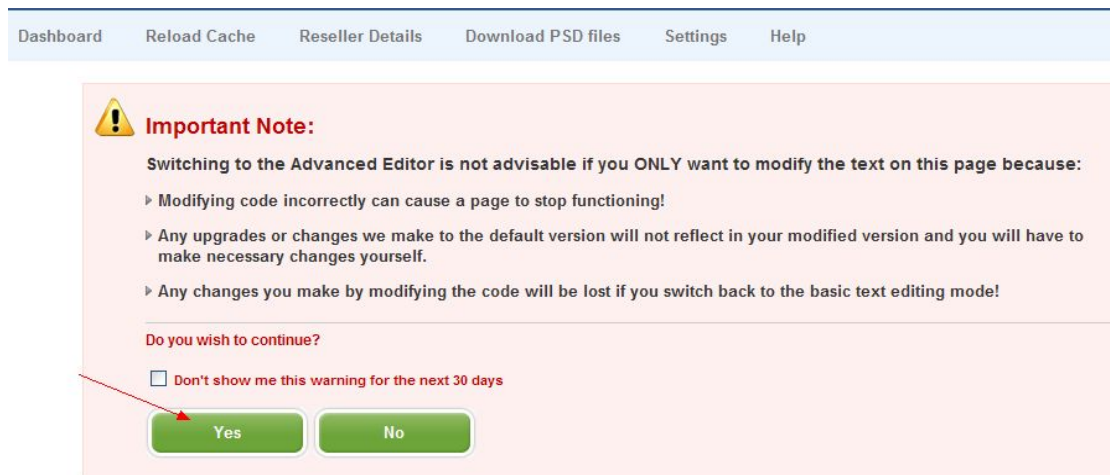 Dashboard Reload Cache Reseller Details Download PSD files Settings Help
Important Note:
Switching to the Advanced Editor is not advisable if you ONLY want to modify the text on this page because:
Modifying code incorrectly can cause a page to stop functioning!
Any upgrades or changes we make to the default version will not reflect in your modified version and you will have to
make necessary changes yourself.
Any changes you make by modifying the code will be lost if you switch back to the basic text editing mode!
Do you wish to continue?
Don't show me this warning for the next 30 days
Yes No